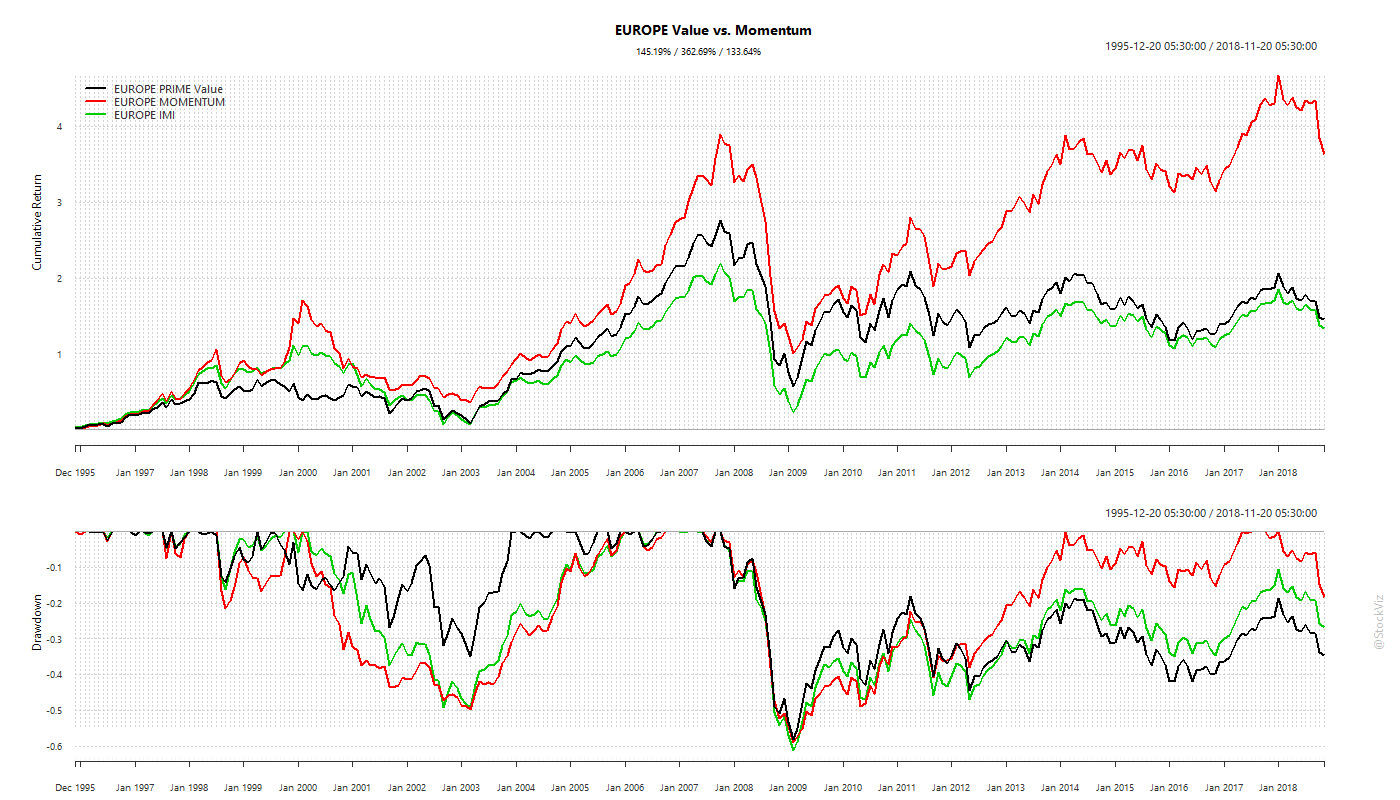 EUROPE Value vs. Momentum
145.19% / 362.69% / 133.64%
1995-12-20 05:30:00 / 2018-11-20 05:30:00
EUROPE PRIME Value
EUROPE MOMENTUM
EUROPE IMI
Cumulative Return
4
3
2
1
Dec 1995 Jan 1997 Jan 1998 Jan 1999 Jan 2000 Jan 2001 Jan 2002 Jan 2003 Jan 2004 Jan 2005 Jan 2006 Jan 2007 Jan 2008 Jan 2009 Jan 2010 Jan 2011 Jan 2012 Jan 2013 Jan 2014 Jan 2015 Jan 2016 Jan 2017 Jan 2018
1995-12-20 05:30:00 / 2018-11-20 05:30:00
Drawdown
-0.1
-0.2
-0.3
-0.4
-0.5
-0.6
Dec 1995 Jan 1997 Jan 1998 Jan 1999 Jan 2000 Jan 2001 Jan 2002 Jan 2003 Jan 2004 Jan 2005 Jan 2006 Jan 2007 Jan 2008 Jan 2009 Jan 2010 Jan 2011 Jan 2012 Jan 2013 Jan 2014 Jan 2015 Jan 2016 Jan 2017 Jan 2018
@StockViz